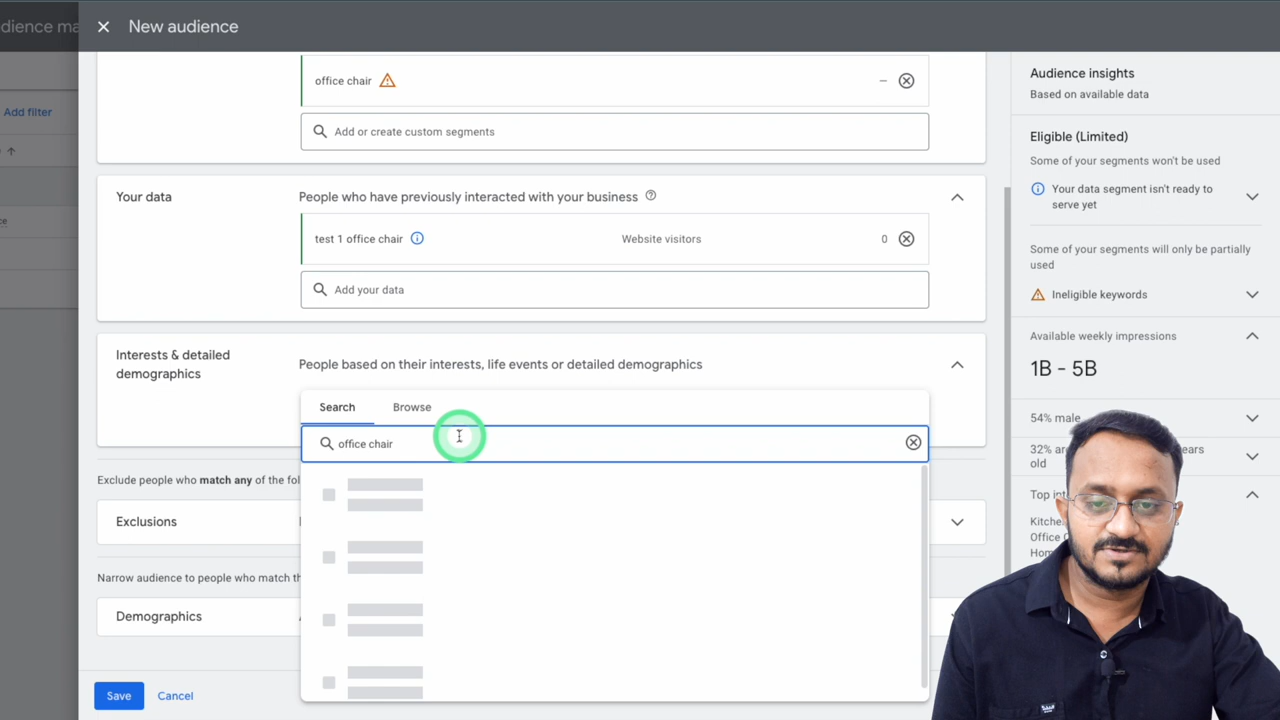 dience ma
New audience
Add filter
ce
office chair
–
Add or create custom segments
Your data
People who have previously interacted with your business
test 1 office chair
Website visitors
0
Add your data
Interests & detailed
demographics
People based on their interests, life events or detailed demographics
Search
Browse
office chair
Exclude people who match any of the fol
Exclusions
Narrow audience to people who match th
Demographics
Save
Cancel
Audience insights
Based on available data
Eligible (Limited)
Some of your segments won't be used
Your data segment isn't ready to
serve yet
Some of your segments will only be partially
used
Ineligible keywords
Available weekly impressions
1B - 5B
54% male
32% ar
ears
old
Top int
Kitche
Office C
Hom